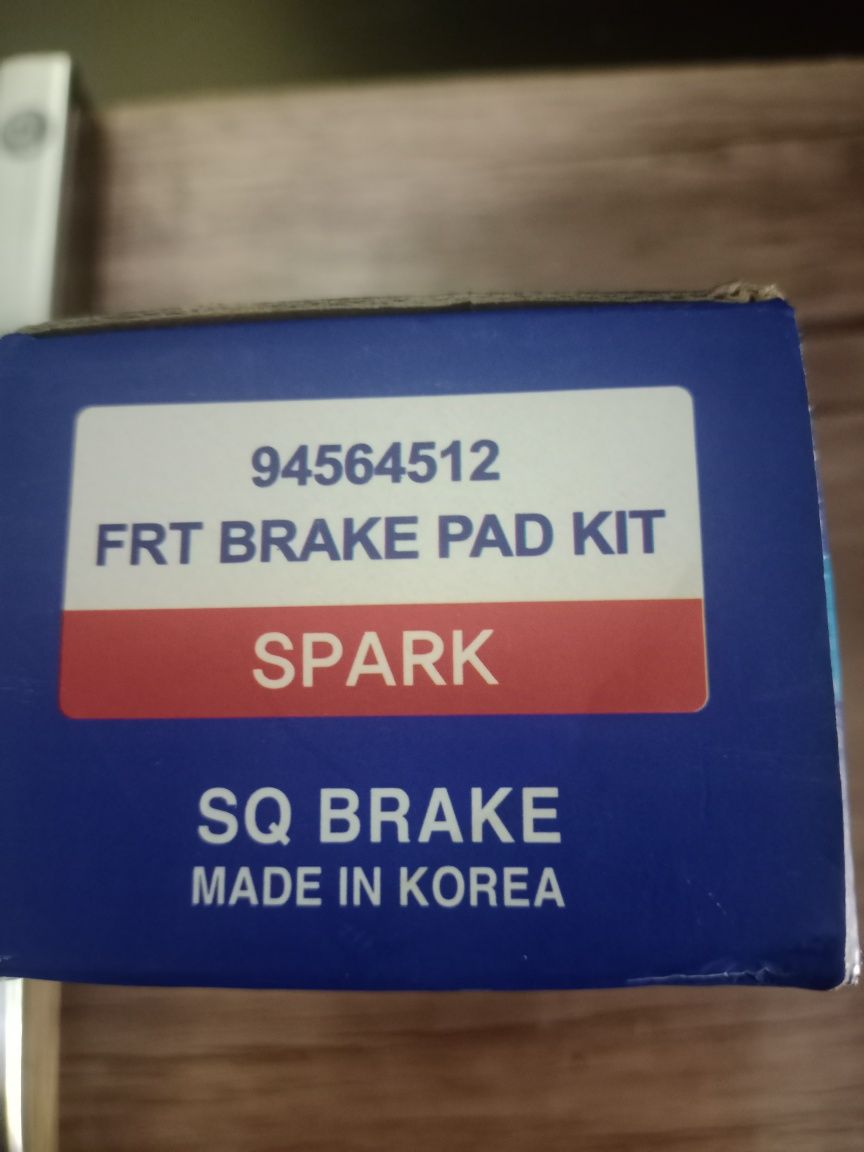 94564512
FRT BRAKE PAD KIT
SPARK
SQ BRAKE
MADE IN KOREA